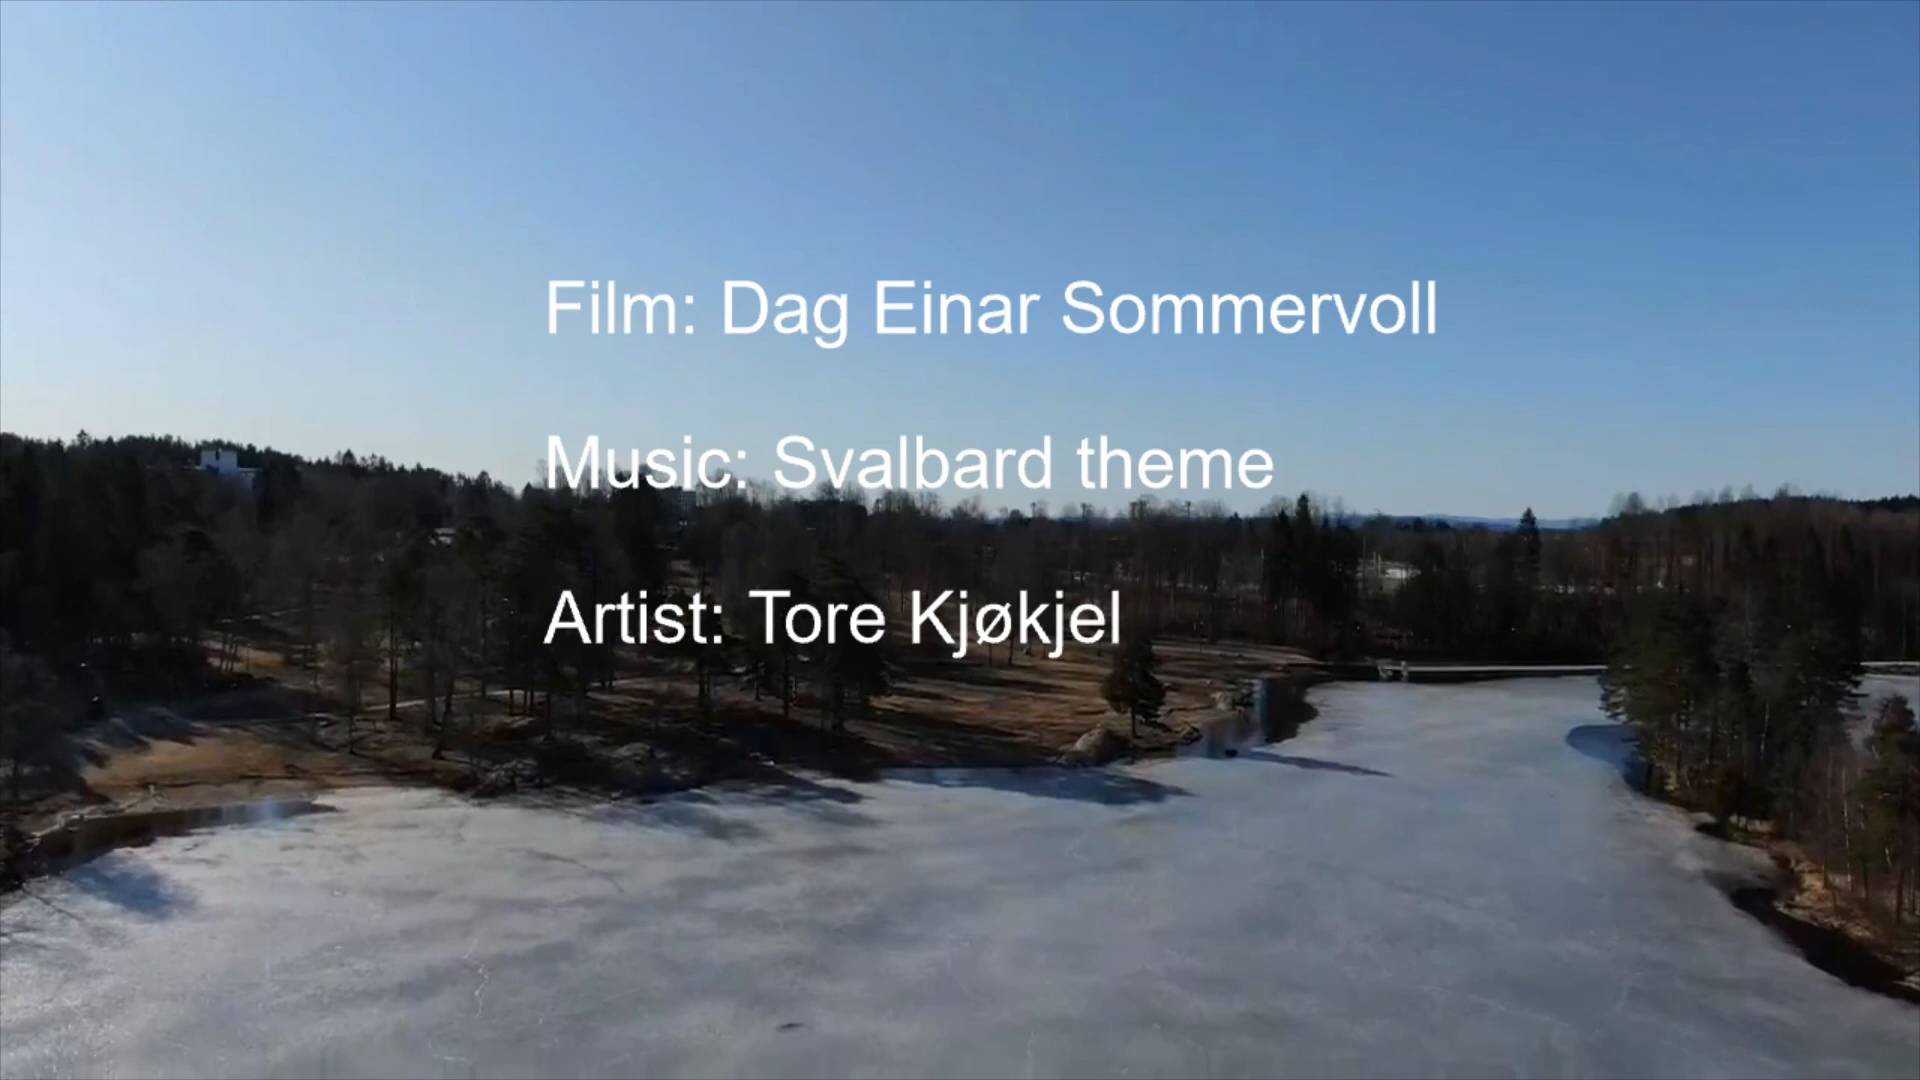 Film: Dag Einar Sommervoll
Music: Svalbard theme
Artist: Tore Kjøkjel